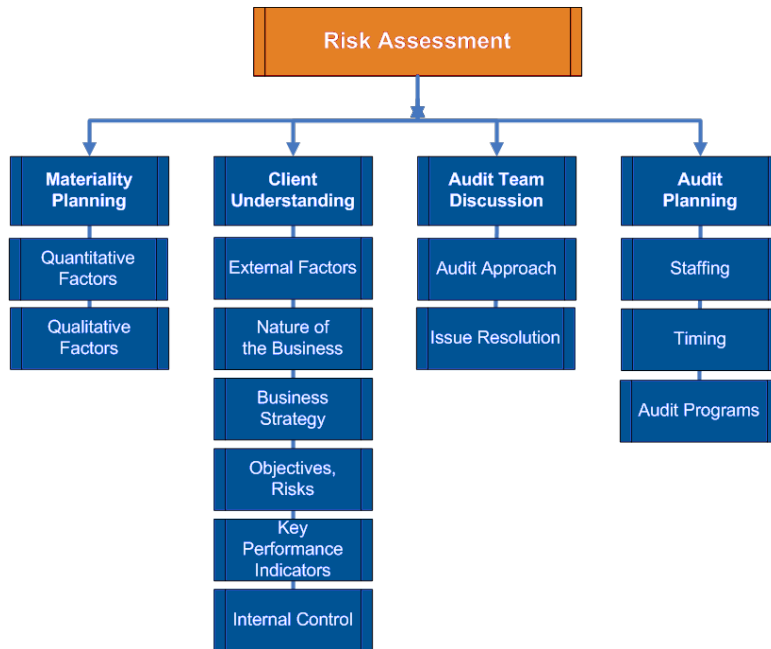 Risk Assessment
Materiality
Planning
Quantitative
Factors
Qualitative
Factors
Client
Understanding
External Factors
Nature of
the Business
Business
Strategy
Objectives,
Risks
Key
Performance
Indicators
Internal Control
Audit Team
Discussion
Audit Approach
Issue Resolution
Audit
Planning
Staffing
Timing
Audit Programs